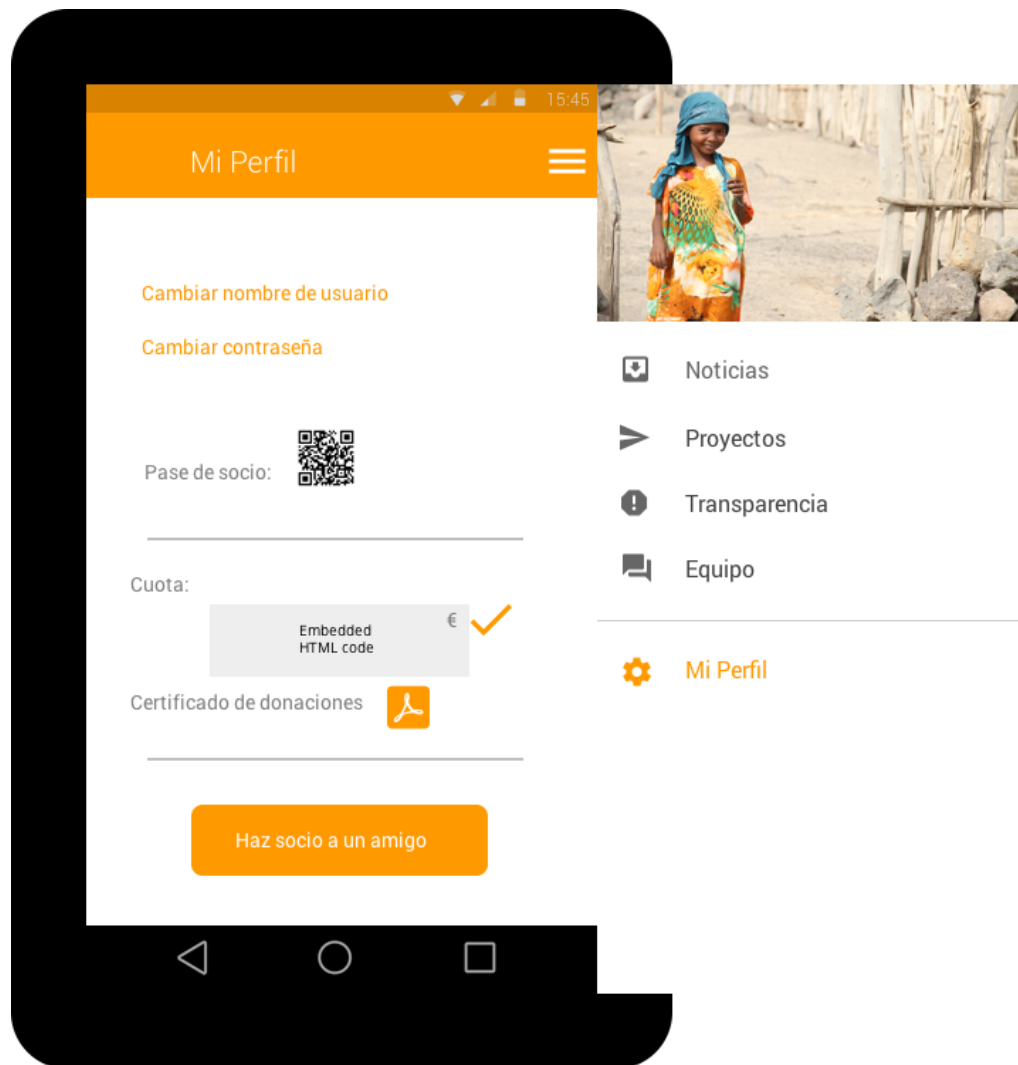 15:45
Mi Perfil
Cambiar nombre de usuario
Cambiar contraseña
Pase de socio:
Cuota:
€
Embedded
HTML code
Certificado de donaciones
Haz socio a un amigo
Noticias
Proyectos
Transparencia
Equipo
Mi Perfil